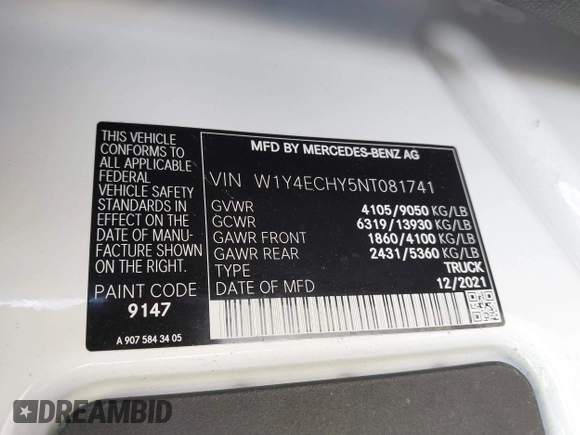 THIS VEHICLE
CONFORMS TO
ALL APPLICABLE
FEDERAL
VEHICLE SAFETY
STANDARDS IN
EFFECT ON THE
DATE OF MANU-
FACTURE SHOWN
ON THE RIGHT.
PAINT CODE
9147
A 907 584 34 05
MFD BY MERCEDES-BENZ AG
VIN W1Y4ECHY5NT081741
GVWR 4105/9050 KG/LB
GCWR 6319/13930 KG/LB
GAWR FRONT 1860/4100 KG/LB
GAWR REAR 2431/5360 KG/LB
TYPE TRUCK
DATE OF MFD 12/2021
DREAMBID